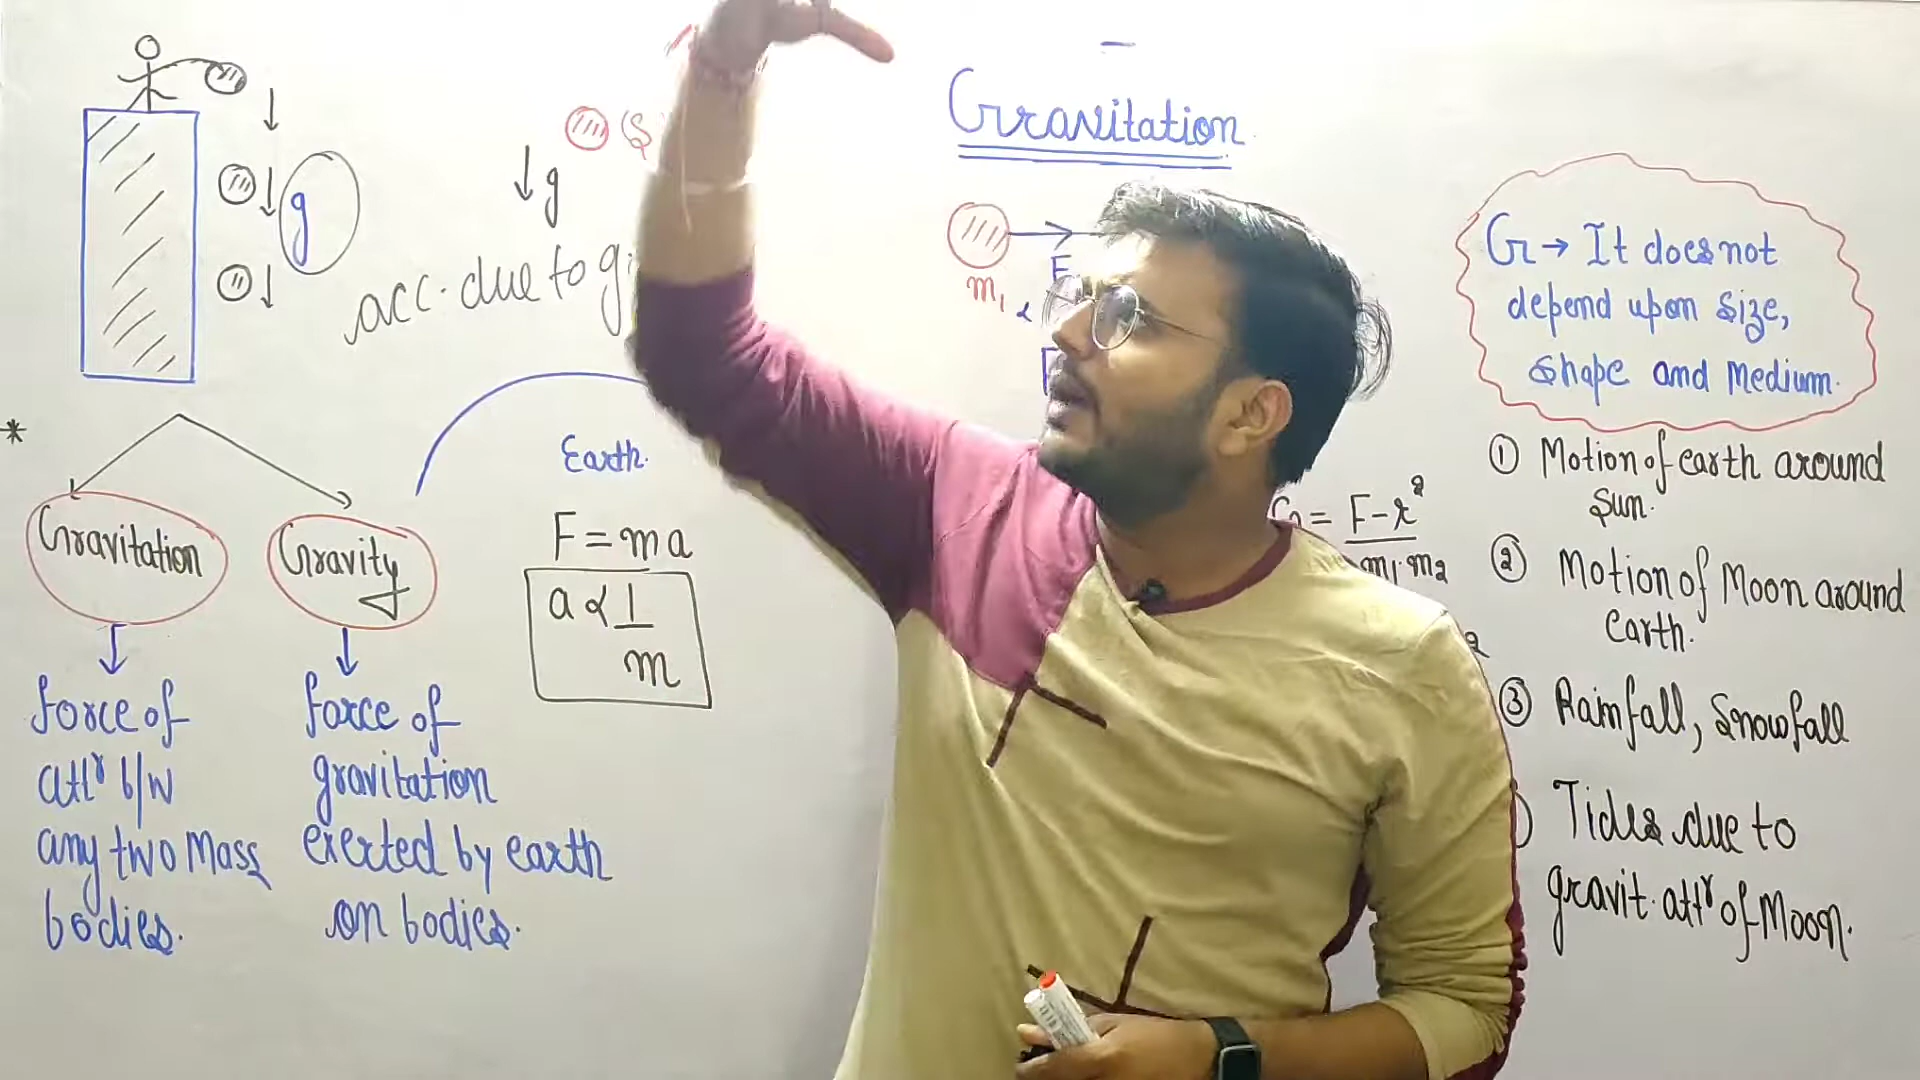 Gravitation
g
g
acc. due to
m1
F
Earth
F = ma
a ∝ 1/m
Gravitation
Gravity
force of
attr b/w
any two Mass
bodies.
force of
gravitation
exerted by earth
on bodies.
G → It does not
depend upon size,
shape and Medium.
G = F-r²
m1.m2
① Motion of earth around
sun.
② Motion of Moon around
earth.
③ Rainfall, Snowfall
Tides due to
gravit. attr of Moon.